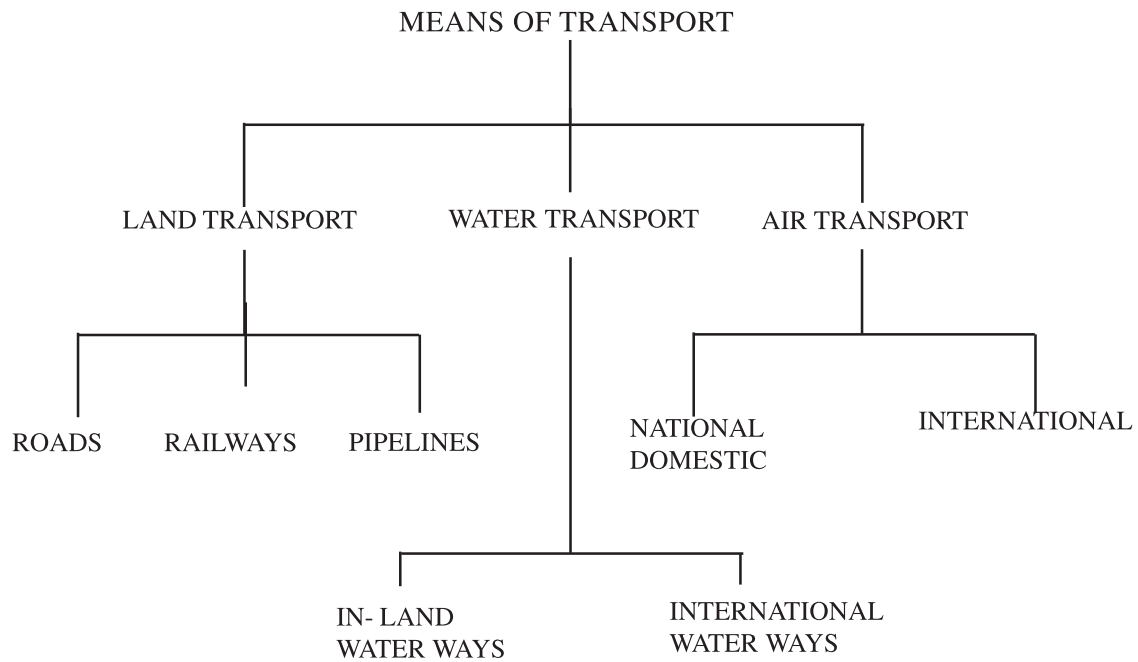 MEANS OF TRANSPORT
LAND TRANSPORT
WATER TRANSPORT
AIR TRANSPORT
ROADS
RAILWAYS
PIPELINES
NATIONAL
DOMESTIC
INTERNATIONAL
IN- LAND
WATER WAYS
INTERNATIONAL
WATER WAYS